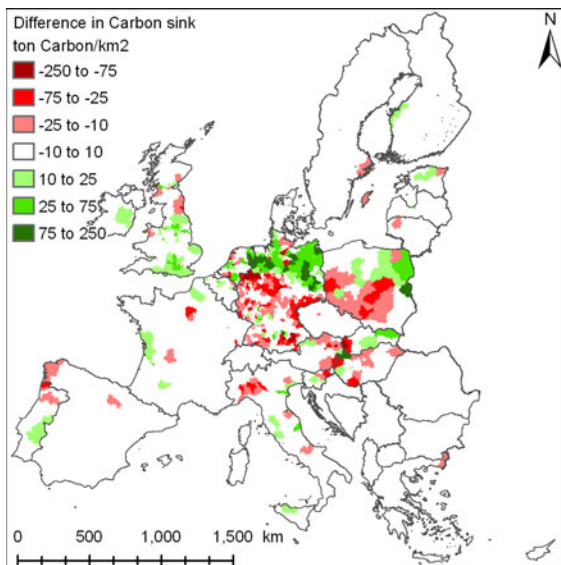 Difference in Carbon sink
ton Carbon/km2
-250 to -75
-75 to -25
-25 to -10
-10 to 10
10 to 25
25 to 75
75 to 250
N
0 500 1,000 1,500 km